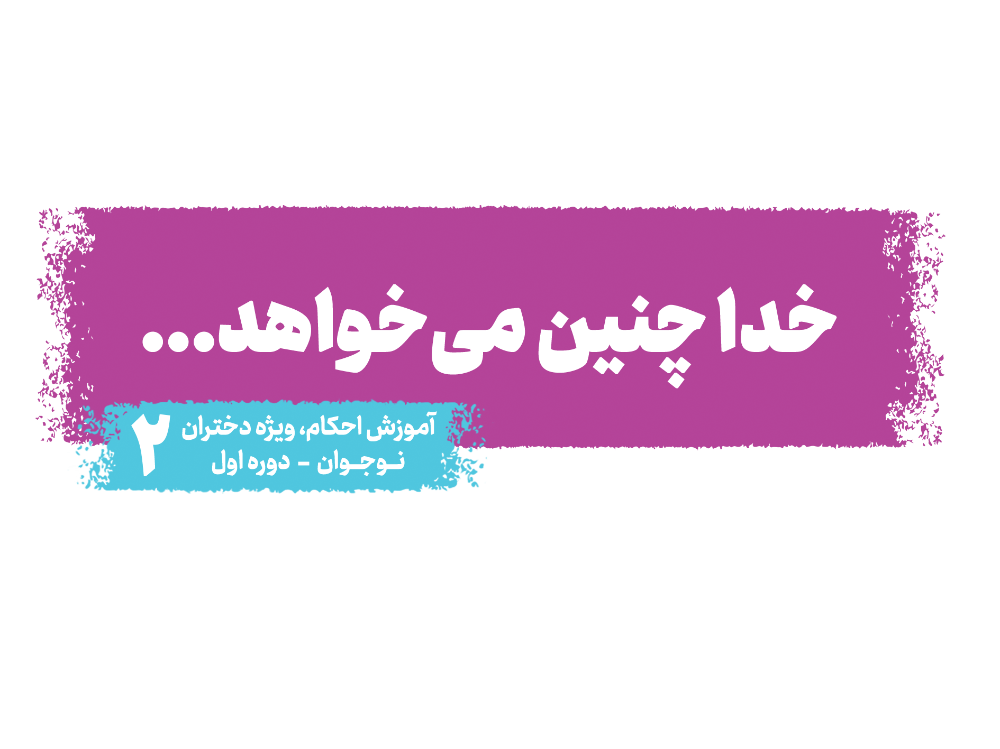 خدا چنین می‌خواهد...
آموزش احکام، ویژه دختران
نـوجـوان - دوره اول
۲